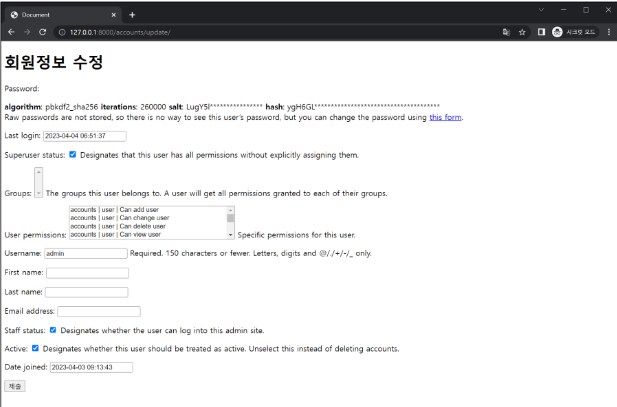 Document
127.0.0.1:8000/accounts/update/
시크릿 모드
회원정보 수정
Password:
algorithm: pbkdf2_sha256 iterations: 260000 salt: LugY5I**************** hash: ygH6GL**************************************
Raw passwords are not stored, so there is no way to see this user's password, but you can change the password using this form.
Last login: 2023-04-04 06:51:37
Superuser status: Designates that this user has all permissions without explicitly assigning them.
Groups: The groups this user belongs to. A user will get all permissions granted to each of their groups.
accounts | user | Can add user
accounts | user | Can change user
accounts | user | Can delete user
accounts | user | Can view user
User permissions: Specific permissions for this user.
Username: admin Required. 150 characters or fewer. Letters, digits and @/./+/-/_ only.
First name:
Last name:
Email address:
Staff status: Designates whether the user can log into this admin site.
Active: Designates whether this user should be treated as active. Unselect this instead of deleting accounts.
Date joined: 2023-04-03 09:13:43
제출